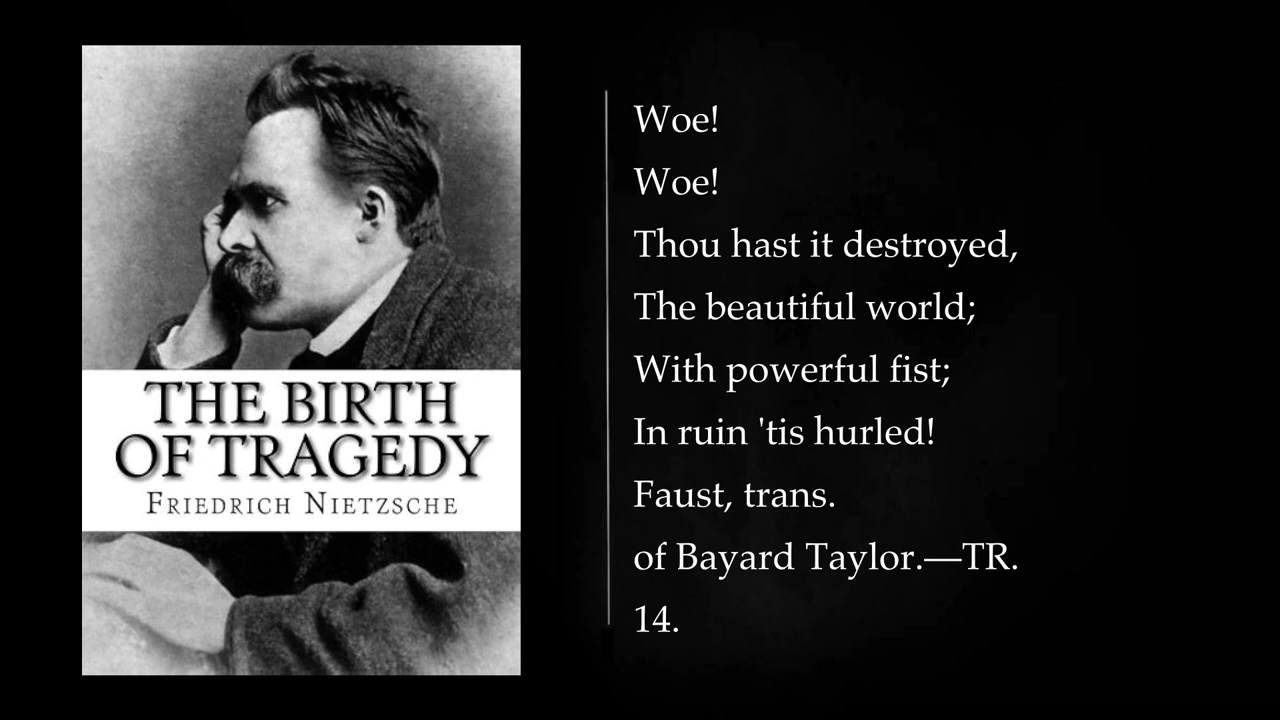 THE BIRTH
OF TRAGEDY
FRIEDRICH NIETZSCHE
Woe!
Woe!
Thou hast it destroyed,
The beautiful world;
With powerful fist;
In ruin 'tis hurled!
Faust, trans.
of Bayard Taylor.—TR.
14.